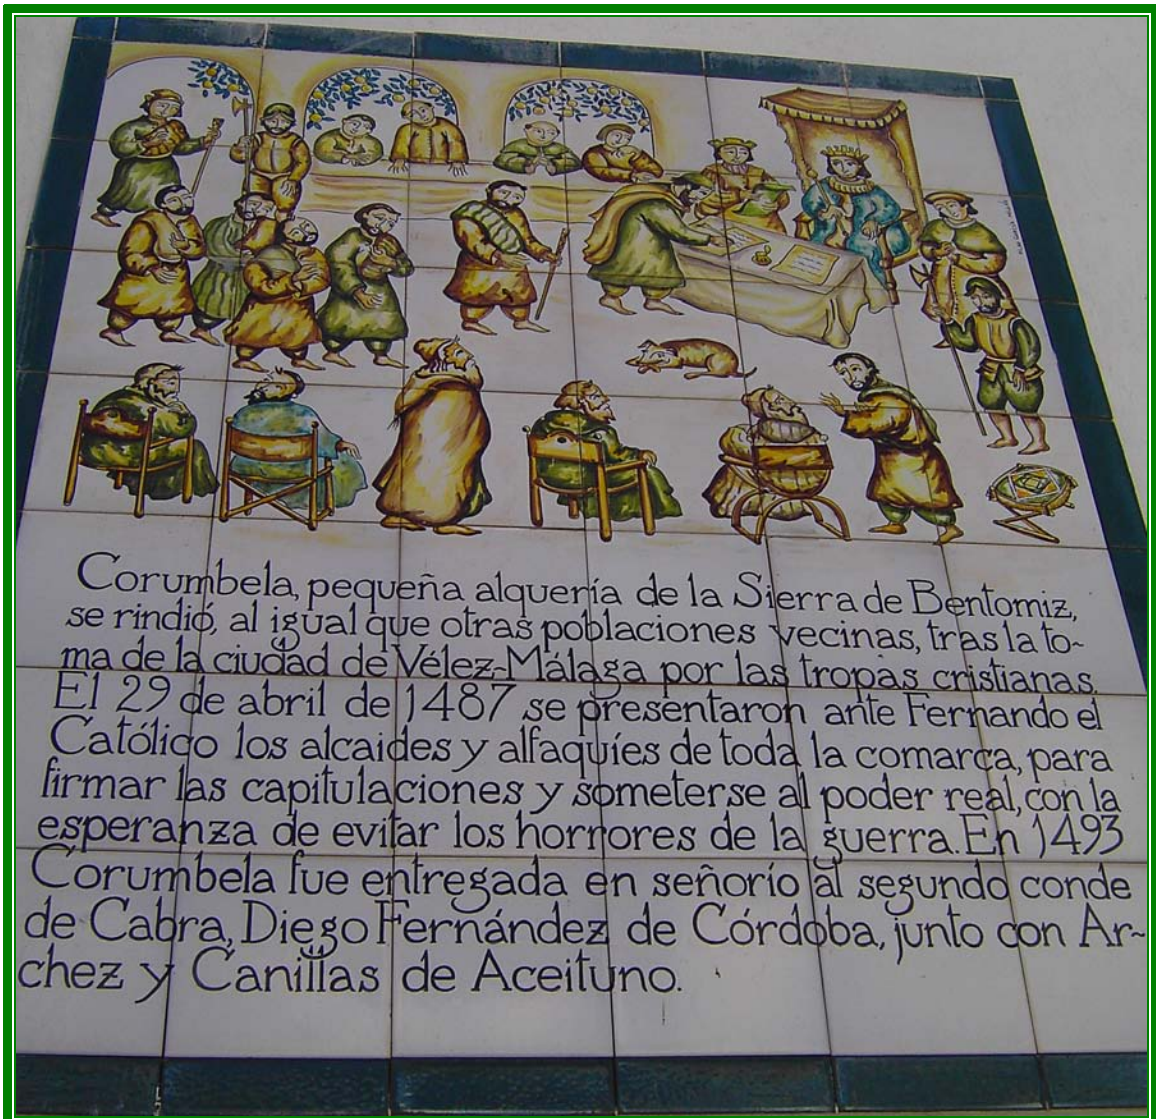 Corumbela, pequeña alquería de la Sierra de Bentomiz,
se rindió, al igual que otras poblaciones vecinas, tras la to~
ma de la ciudad de Vélez-Málaga por las tropas cristianas.
El 29 de abril de 1487 se presentaron ante Fernando el
Católico los alcaides y alfaquíes de toda la comarca, para
firmar las capitulaciones y someterse al poder real, con la
esperanza de evitar los horrores de la guerra. En 1493
Corumbela fue entregada en señorío al segundo conde
de Cabra, Diego Fernández de Córdoba, junto con Ar~
chez y Canillas de Aceituno.